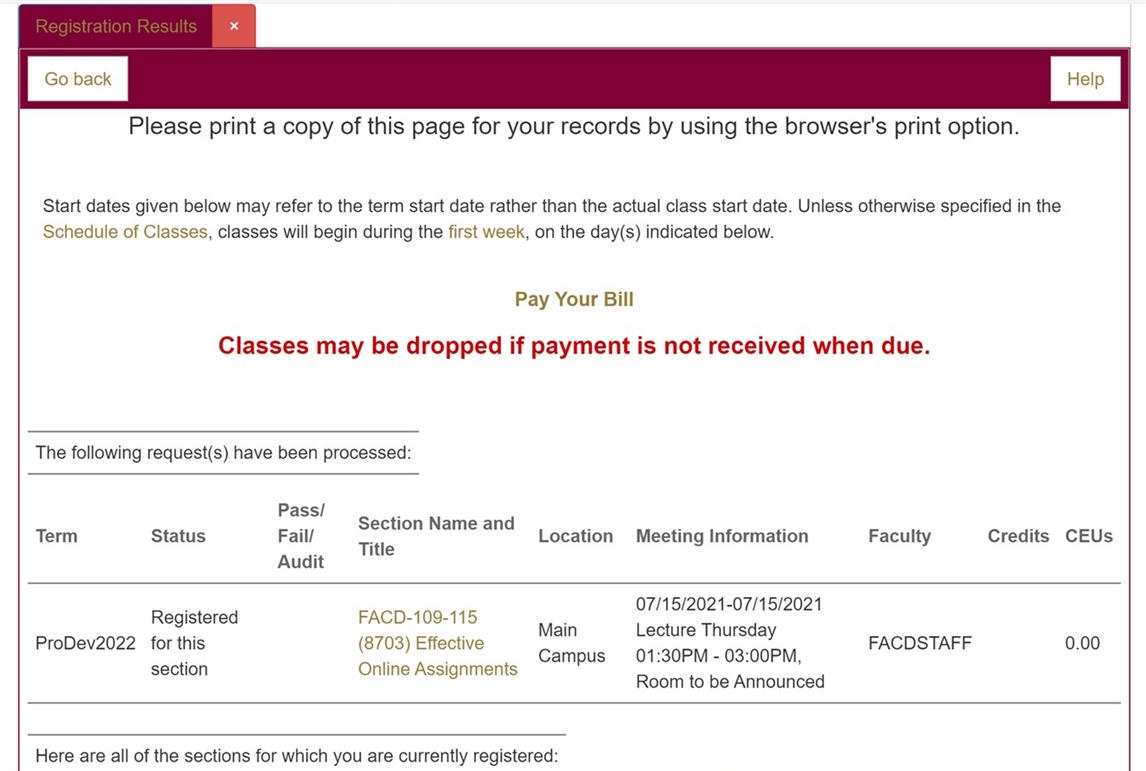 Registration Results ×
Go back
Help
Please print a copy of this page for your records by using the browser's print option.
Start dates given below may refer to the term start date rather than the actual class start date. Unless otherwise specified in the
Schedule of Classes, classes will begin during the first week, on the day(s) indicated below.
Pay Your Bill
Classes may be dropped if payment is not received when due.
The following request(s) have been processed:
Term
Status
Pass/
Fail/
Audit
Section Name and
Title
Location
Meeting Information
Faculty
Credits
CEUs
ProDev2022
Registered
for this
section
FACD-109-115
(8703) Effective
Online Assignments
Main
Campus
07/15/2021-07/15/2021
Lecture Thursday
01:30PM - 03:00PM,
Room to be Announced
FACDSTAFF
0.00
Here are all of the sections for which you are currently registered: